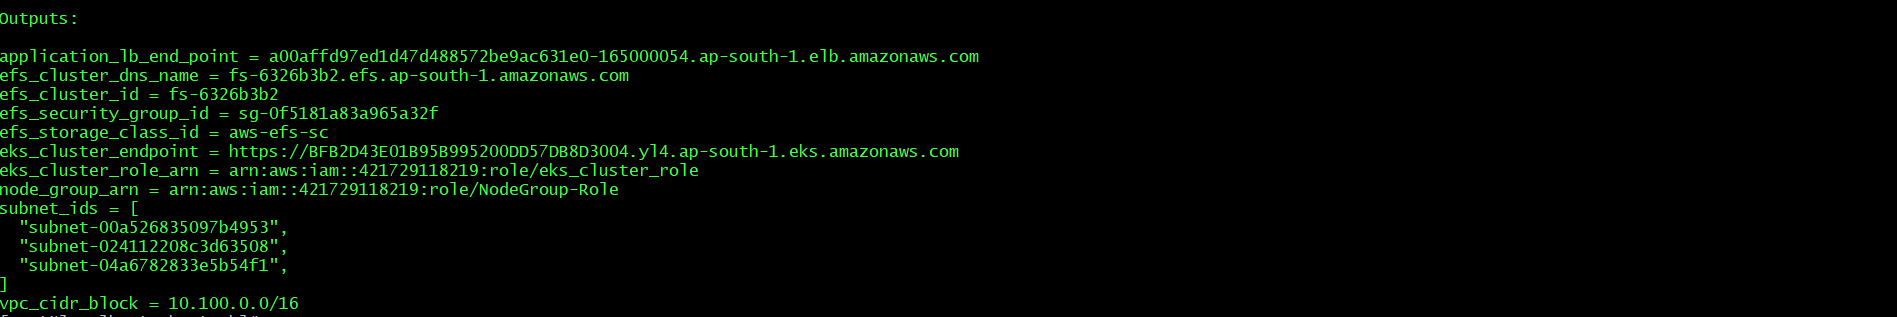 Outputs:
application_lb_end_point = a00affd97ed1d47d488572be9ac631e0-165000054.ap-south-1.elb.amazonaws.com
efs_cluster_dns_name = fs-6326b3b2.efs.ap-south-1.amazonaws.com
efs_cluster_id = fs-6326b3b2
efs_security_group_id = sg-0f5181a83a965a32f
efs_storage_class_id = aws-efs-sc
eks_cluster_endpoint = https://BFB2D43E01B95B995200DD57DB8D3004.yl4.ap-south-1.eks.amazonaws.com
eks_cluster_role_arn = arn:aws:iam::421729118219:role/eks_cluster_role
node_group_arn = arn:aws:iam::421729118219:role/NodeGroup-Role
subnet_ids = [
"subnet-00a526835097b4953",
"subnet-024112208c3d63508",
"subnet-04a6782833e5b54f1",
]
vpc_cidr_block = 10.100.0.0/16